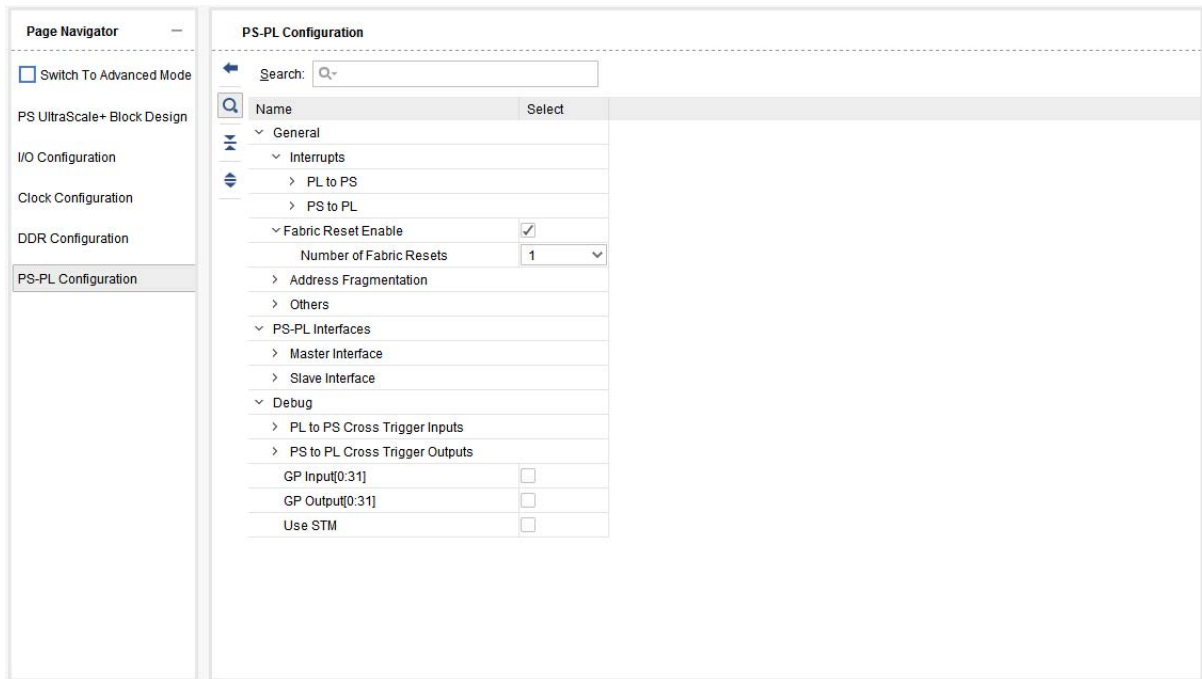 Page Navigator
Switch To Advanced Mode
PS UltraScale+ Block Design
I/O Configuration
Clock Configuration
DDR Configuration
PS-PL Configuration
PS-PL Configuration
Search:
Name Select
General
Interrupts
PL to PS
PS to PL
Fabric Reset Enable
Number of Fabric Resets 1
Address Fragmentation
Others
PS-PL Interfaces
Master Interface
Slave Interface
Debug
PL to PS Cross Trigger Inputs
PS to PL Cross Trigger Outputs
GP Input[0:31]
GP Output[0:31]
Use STM